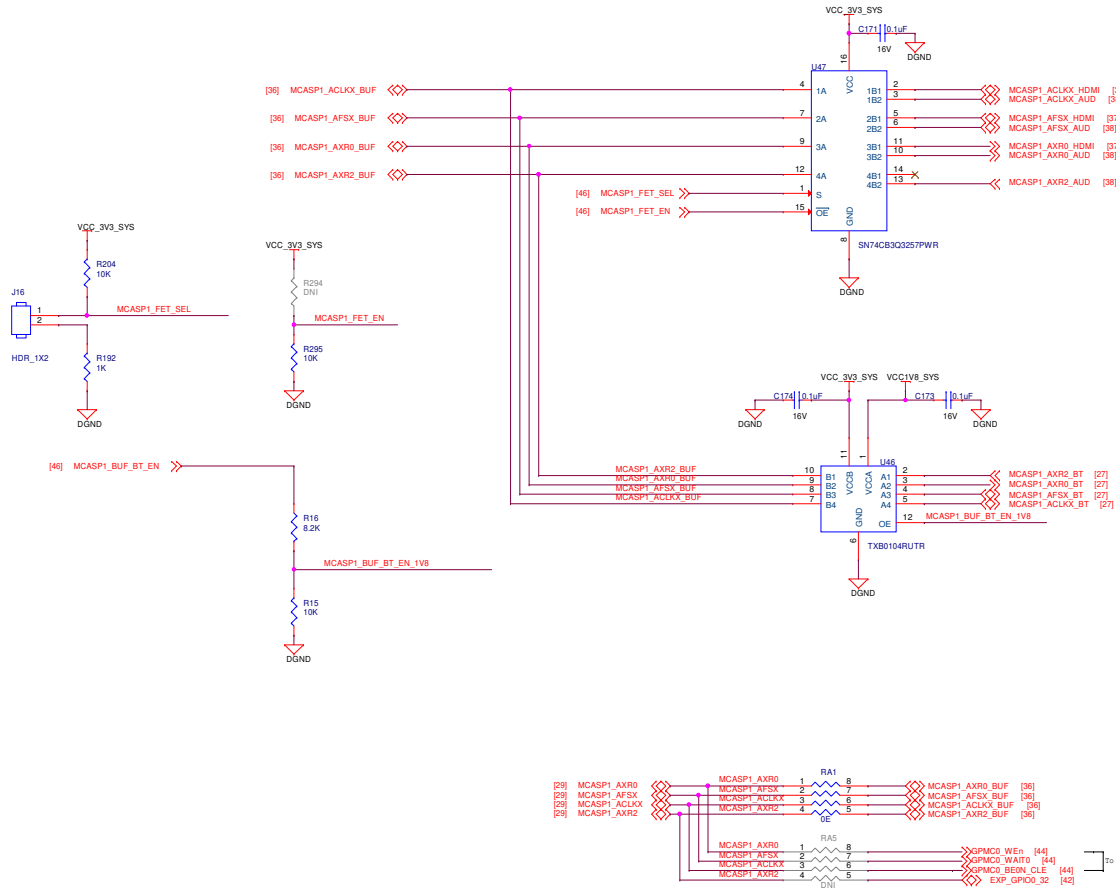 VCC_3V3_SYS
C171 0.1uF
16V
DGND
U47
16
VCC
[36] MCASP1_ACLKX_BUF 4 1A 1B1 2 MCASP1_ACLKX_HDMI
1B2 3 MCASP1_ACLKX_AUD
[36] MCASP1_AFSX_BUF 7 2A 2B1 5 MCASP1_AFSX_HDMI [37
2B2 6 MCASP1_AFSX_AUD [38]
[36] MCASP1_AXR0_BUF 9 3A 3B1 11 MCASP1_AXR0_HDMI [37
3B2 10 MCASP1_AXR0_AUD [38]
[36] MCASP1_AXR2_BUF 12 4A 4B1 14
4B2 13 MCASP1_AXR2_AUD [38]
[46] MCASP1_FET_SEL 1 S
[46] MCASP1_FET_EN 15 OE
GND
8
SN74CB3Q3257PWR
DGND
VCC_3V3_SYS
R204
10K
J16
1
2
MCASP1_FET_SEL
HDR_1X2
R192
1K
DGND
VCC_3V3_SYS
R294
DNI
MCASP1_FET_EN
R295
10K
DGND
VCC_3V3_SYS
VCC1V8_SYS
C174 0.1uF
16V
DGND
C173 0.1uF
16V
DGND
11
1
U46
VCCB
VCCA
MCASP1_AXR2_BUF 10 B1 A1 2 MCASP1_AXR2_BT [27]
MCASP1_AXR0_BUF 9 B2 A2 3 MCASP1_AXR0_BT [27]
MCASP1_AFSX_BUF 8 B3 A3 4 MCASP1_AFSX_BT [27]
MCASP1_ACLKX_BUF 7 B4 A4 5 MCASP1_ACLKX_BT [27]
OE 12 MCASP1_BUF_BT_EN_1V8
GND
6
TXB0104RUTR
DGND
[46] MCASP1_BUF_BT_EN
R16
8.2K
MCASP1_BUF_BT_EN_1V8
R15
10K
DGND
RA1
[29] MCASP1_AXR0 MCASP1_AXR0 1 8 MCASP1_AXR0_BUF [36]
[29] MCASP1_AFSX MCASP1_AFSX 2 7 MCASP1_AFSX_BUF [36]
[29] MCASP1_ACLKX MCASP1_ACLKX 3 6 MCASP1_ACLKX_BUF [36]
[29] MCASP1_AXR2 MCASP1_AXR2 4 5 MCASP1_AXR2_BUF [36]
0E
RA5
MCASP1_AXR0 1 8 GPMC0_WEn [44]
MCASP1_AFSX 2 7 GPMC0_WAIT0 [44]
MCASP1_ACLKX 3 6 GPMC0_BE0N_CLE [44]
MCASP1_AXR2 4 5 EXP_GPIO0_32 [42]
DNI
To